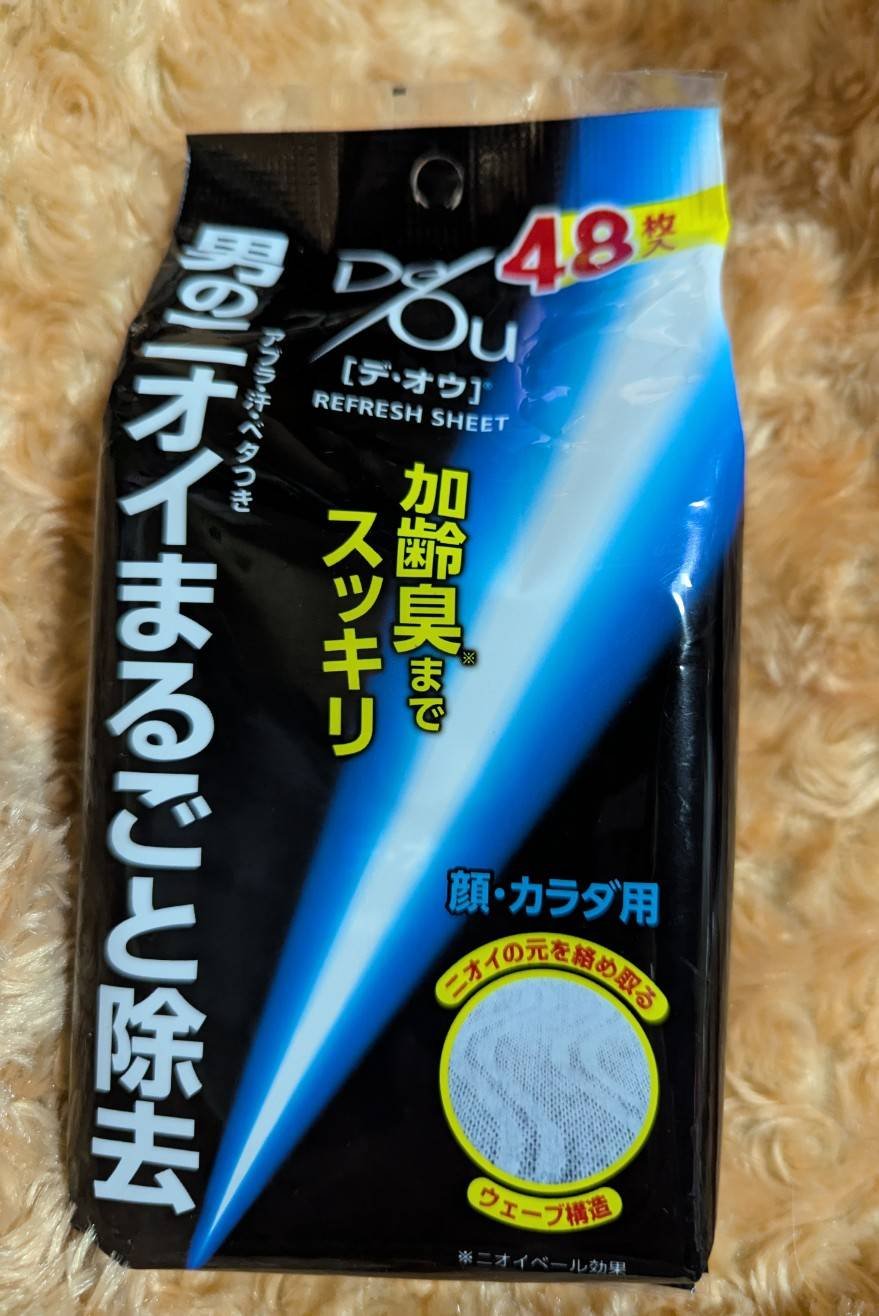 48枚入
De/Ou
[デ・オウ]®
REFRESH SHEET
男のニオイまるごと除去
アブラ・汗・ベタつき
加齢臭※まで
スッキリ
顔・カラダ用
ニオイの元を絡め取る
ウェーブ構造
※ニオイベール効果